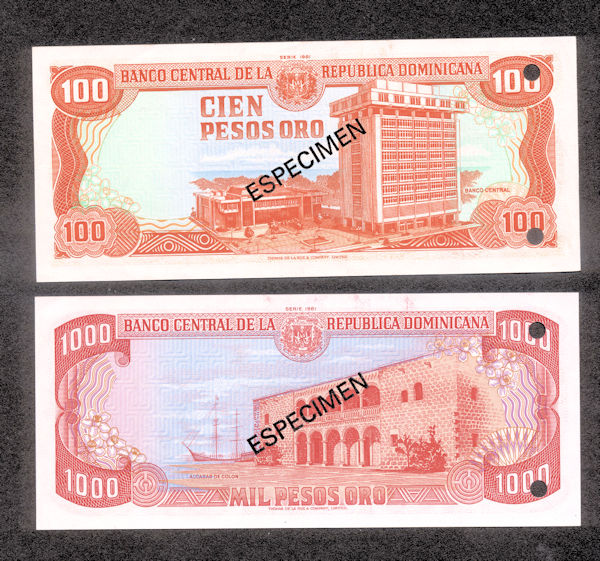 SERIE 1981
BANCO CENTRAL DE LA REPUBLICA DOMINICANA
100 100
CIEN
PESOS ORO
ESPECIMEN
BANCO CENTRAL
100 100
THOMAS DE LA RUE & COMPANY, LIMITED.
SERIE 1981
BANCO CENTRAL DE LA REPUBLICA DOMINICANA
1000 1000
ESPECIMEN
ALCAZAR DE COLON
1000 MIL PESOS ORO 1000
THOMAS DE LA RUE & COMPANY, LIMITED.